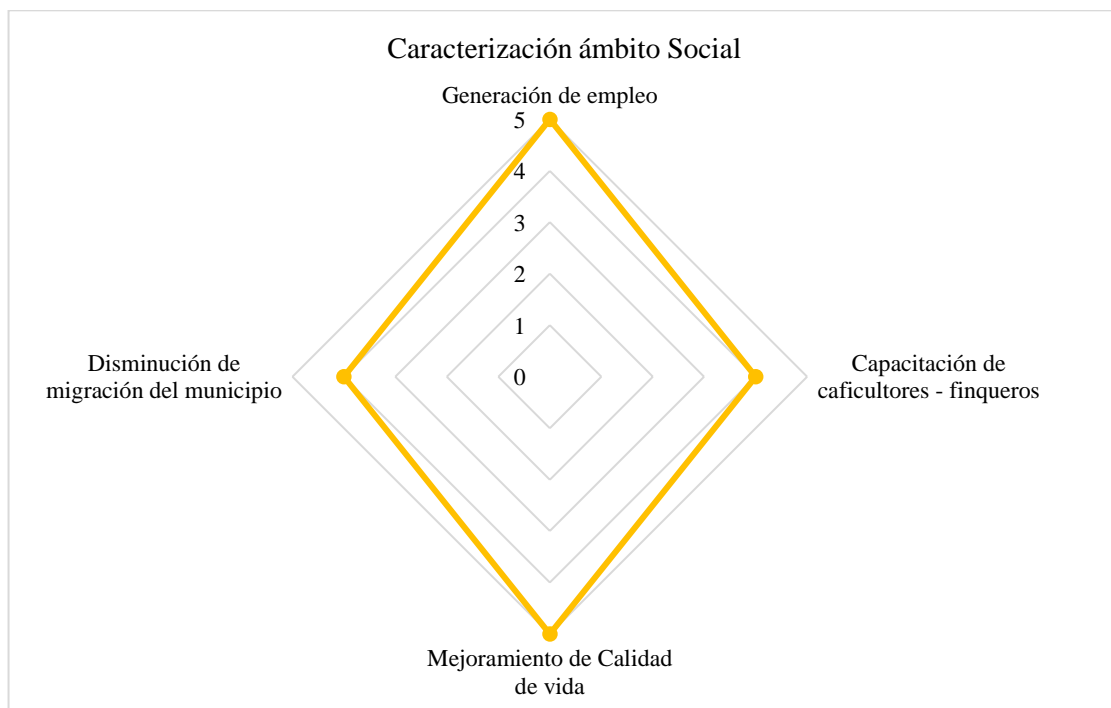 Caracterización ámbito Social
Generación de empleo
5
4
3
2
1
0
Disminución de
migración del municipio
Capacitación de
caficultores - finqueros
Mejoramiento de Calidad
de vida